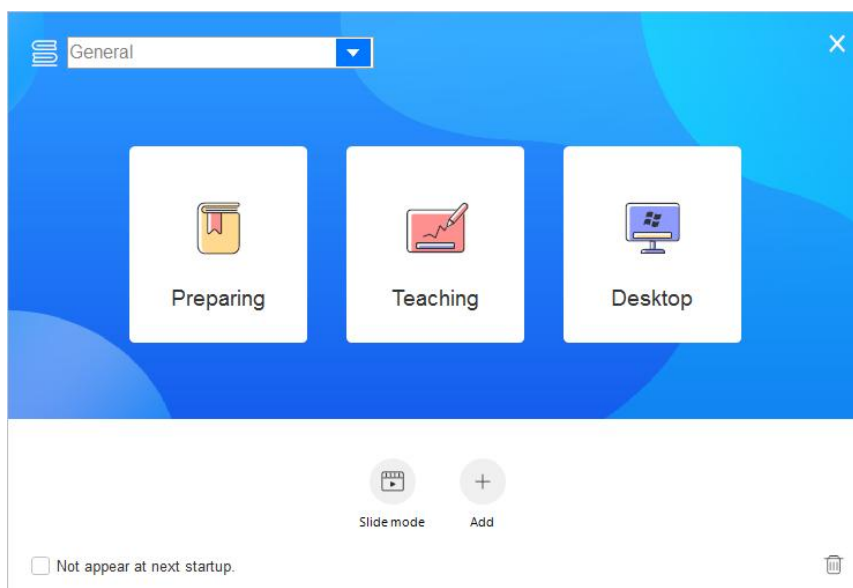 General
Preparing
Teaching
Desktop
Slide mode
Add
Not appear at next startup.